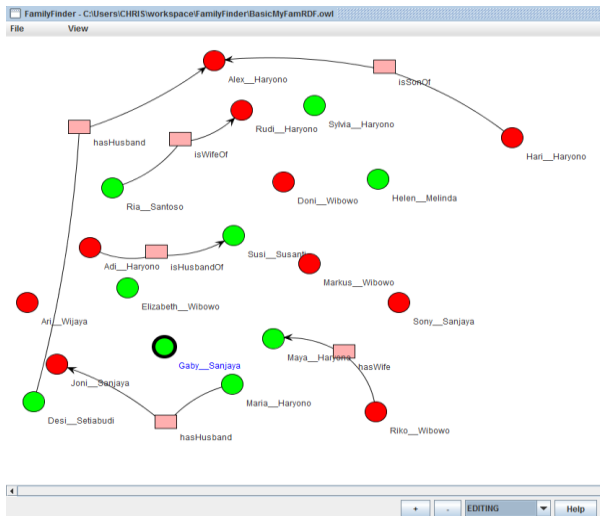 FamilyFinder - C:\Users\CHRIS\workspace\FamilyFinder\BasicMyFamRDF.owl
File View
Alex__Haryono
isSonOf
Rudi__Haryono
Sylvia__Haryono
hasHusband
isWifeOf
Hari__Haryono
Ria__Santoso
Doni__Wibowo
Helen__Melinda
Susi__Susanti
Adi__Haryono
isHusbandOf
Markus__Wibowo
Elizabeth__Wibowo
Ari__Wijaya
Sony__Sanjaya
Gaby__Sanjaya
Maya__Haryono
hasWife
Joni__Sanjaya
Maria__Haryono
Desi__Setiabudi
Riko__Wibowo
hasHusband
+ - EDITING Help